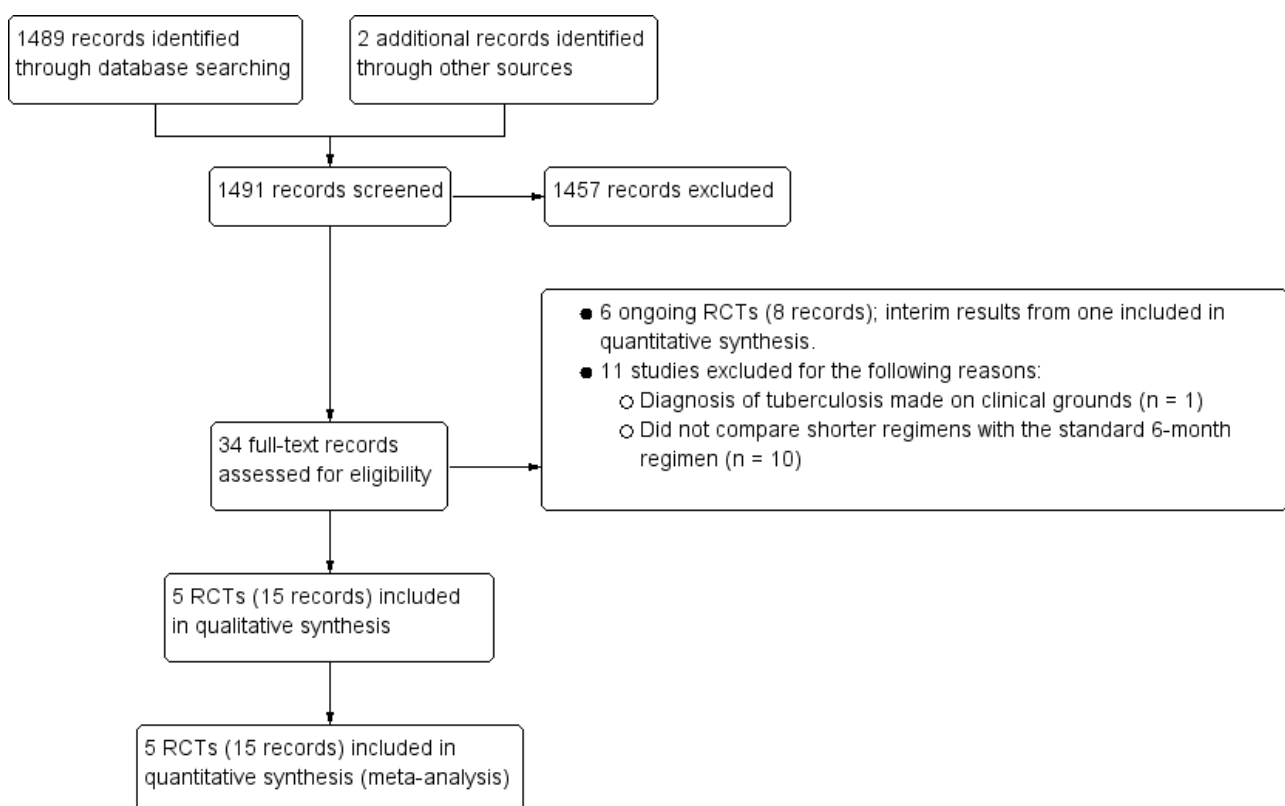 1489 records identified
through database searching
2 additional records identified
through other sources
1491 records screened
1457 records excluded
● 6 ongoing RCTs (8 records); interim results from one included in
quantitative synthesis.
● 11 studies excluded for the following reasons:
○ Diagnosis of tuberculosis made on clinical grounds (n = 1)
○ Did not compare shorter regimens with the standard 6-month
regimen (n = 10)
34 full-text records
assessed for eligibility
5 RCTs (15 records) included
in qualitative synthesis
5 RCTs (15 records) included in
quantitative synthesis (meta-analysis)